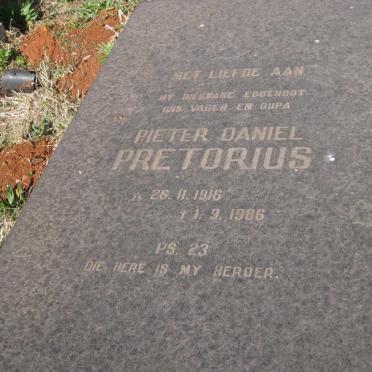 MET LIEFDE AAN
MY DIERBARE EGGENOOT
ONS VADER EN OUPA
PIETER DANIEL
PRETORIUS
* 26. 11. 1916
† 1. 9. 1986
PS. 23
DIE HERE IS MY HERDER.